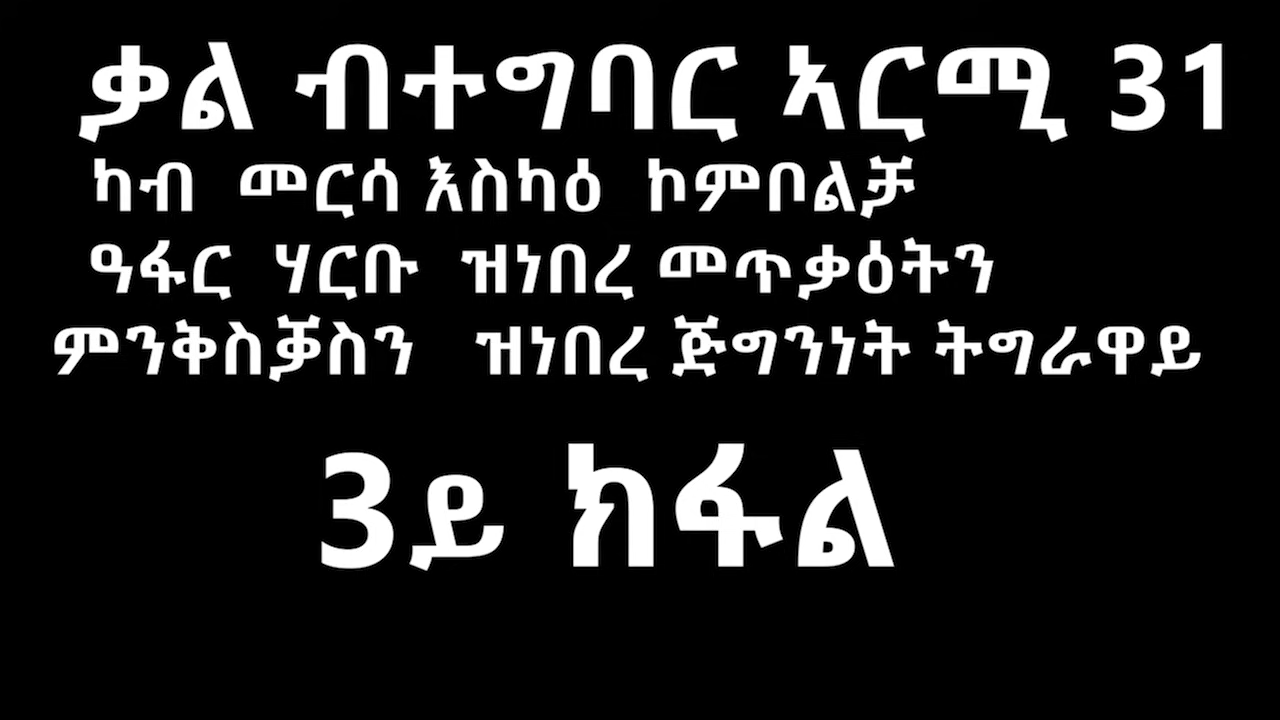 ቃል ብተግባር ኣርሚ 31
ካብ መርሳ እስካዕ ኮምቦልቻ
ዓፋር ሃርቡ ዝነበረ መጥቃዕትን
ምንቅስቓስን ዝነበረ ጅግንነት ትግራዋይ
3ይ ክፋል